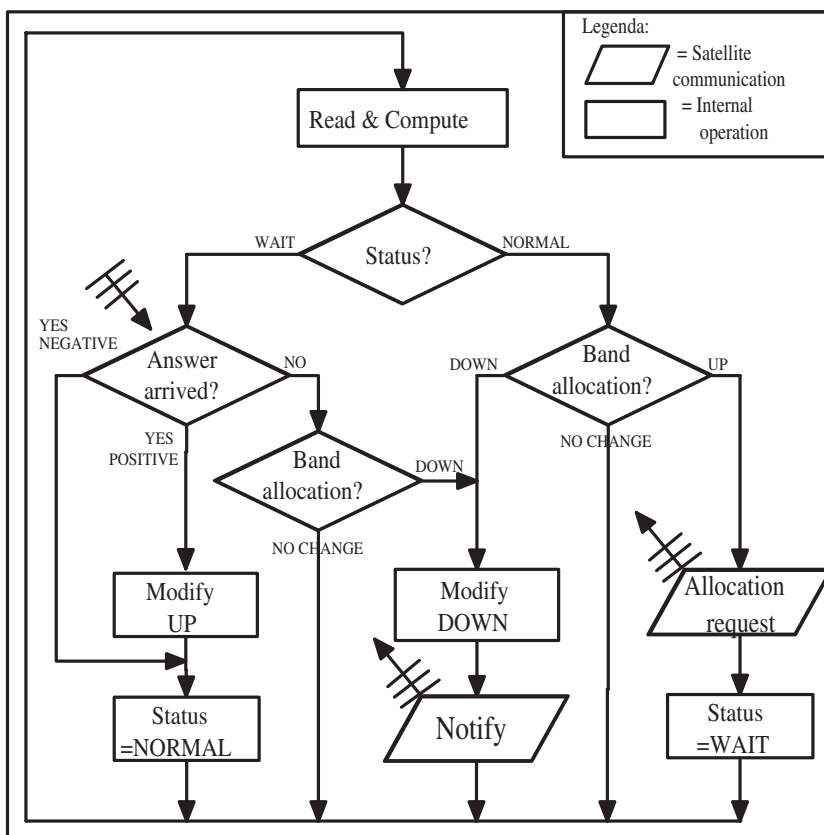 Legenda:
= Satellite
communication
= Internal
operation
Read & Compute
Status?
WAIT
NORMAL
YES
NEGATIVE
Answer
arrived?
NO
YES
POSITIVE
Band
allocation?
DOWN
NO CHANGE
Band
allocation?
DOWN
UP
NO CHANGE
Modify
UP
Modify
DOWN
Allocation
request
Status
=NORMAL
Notify
Status
=WAIT